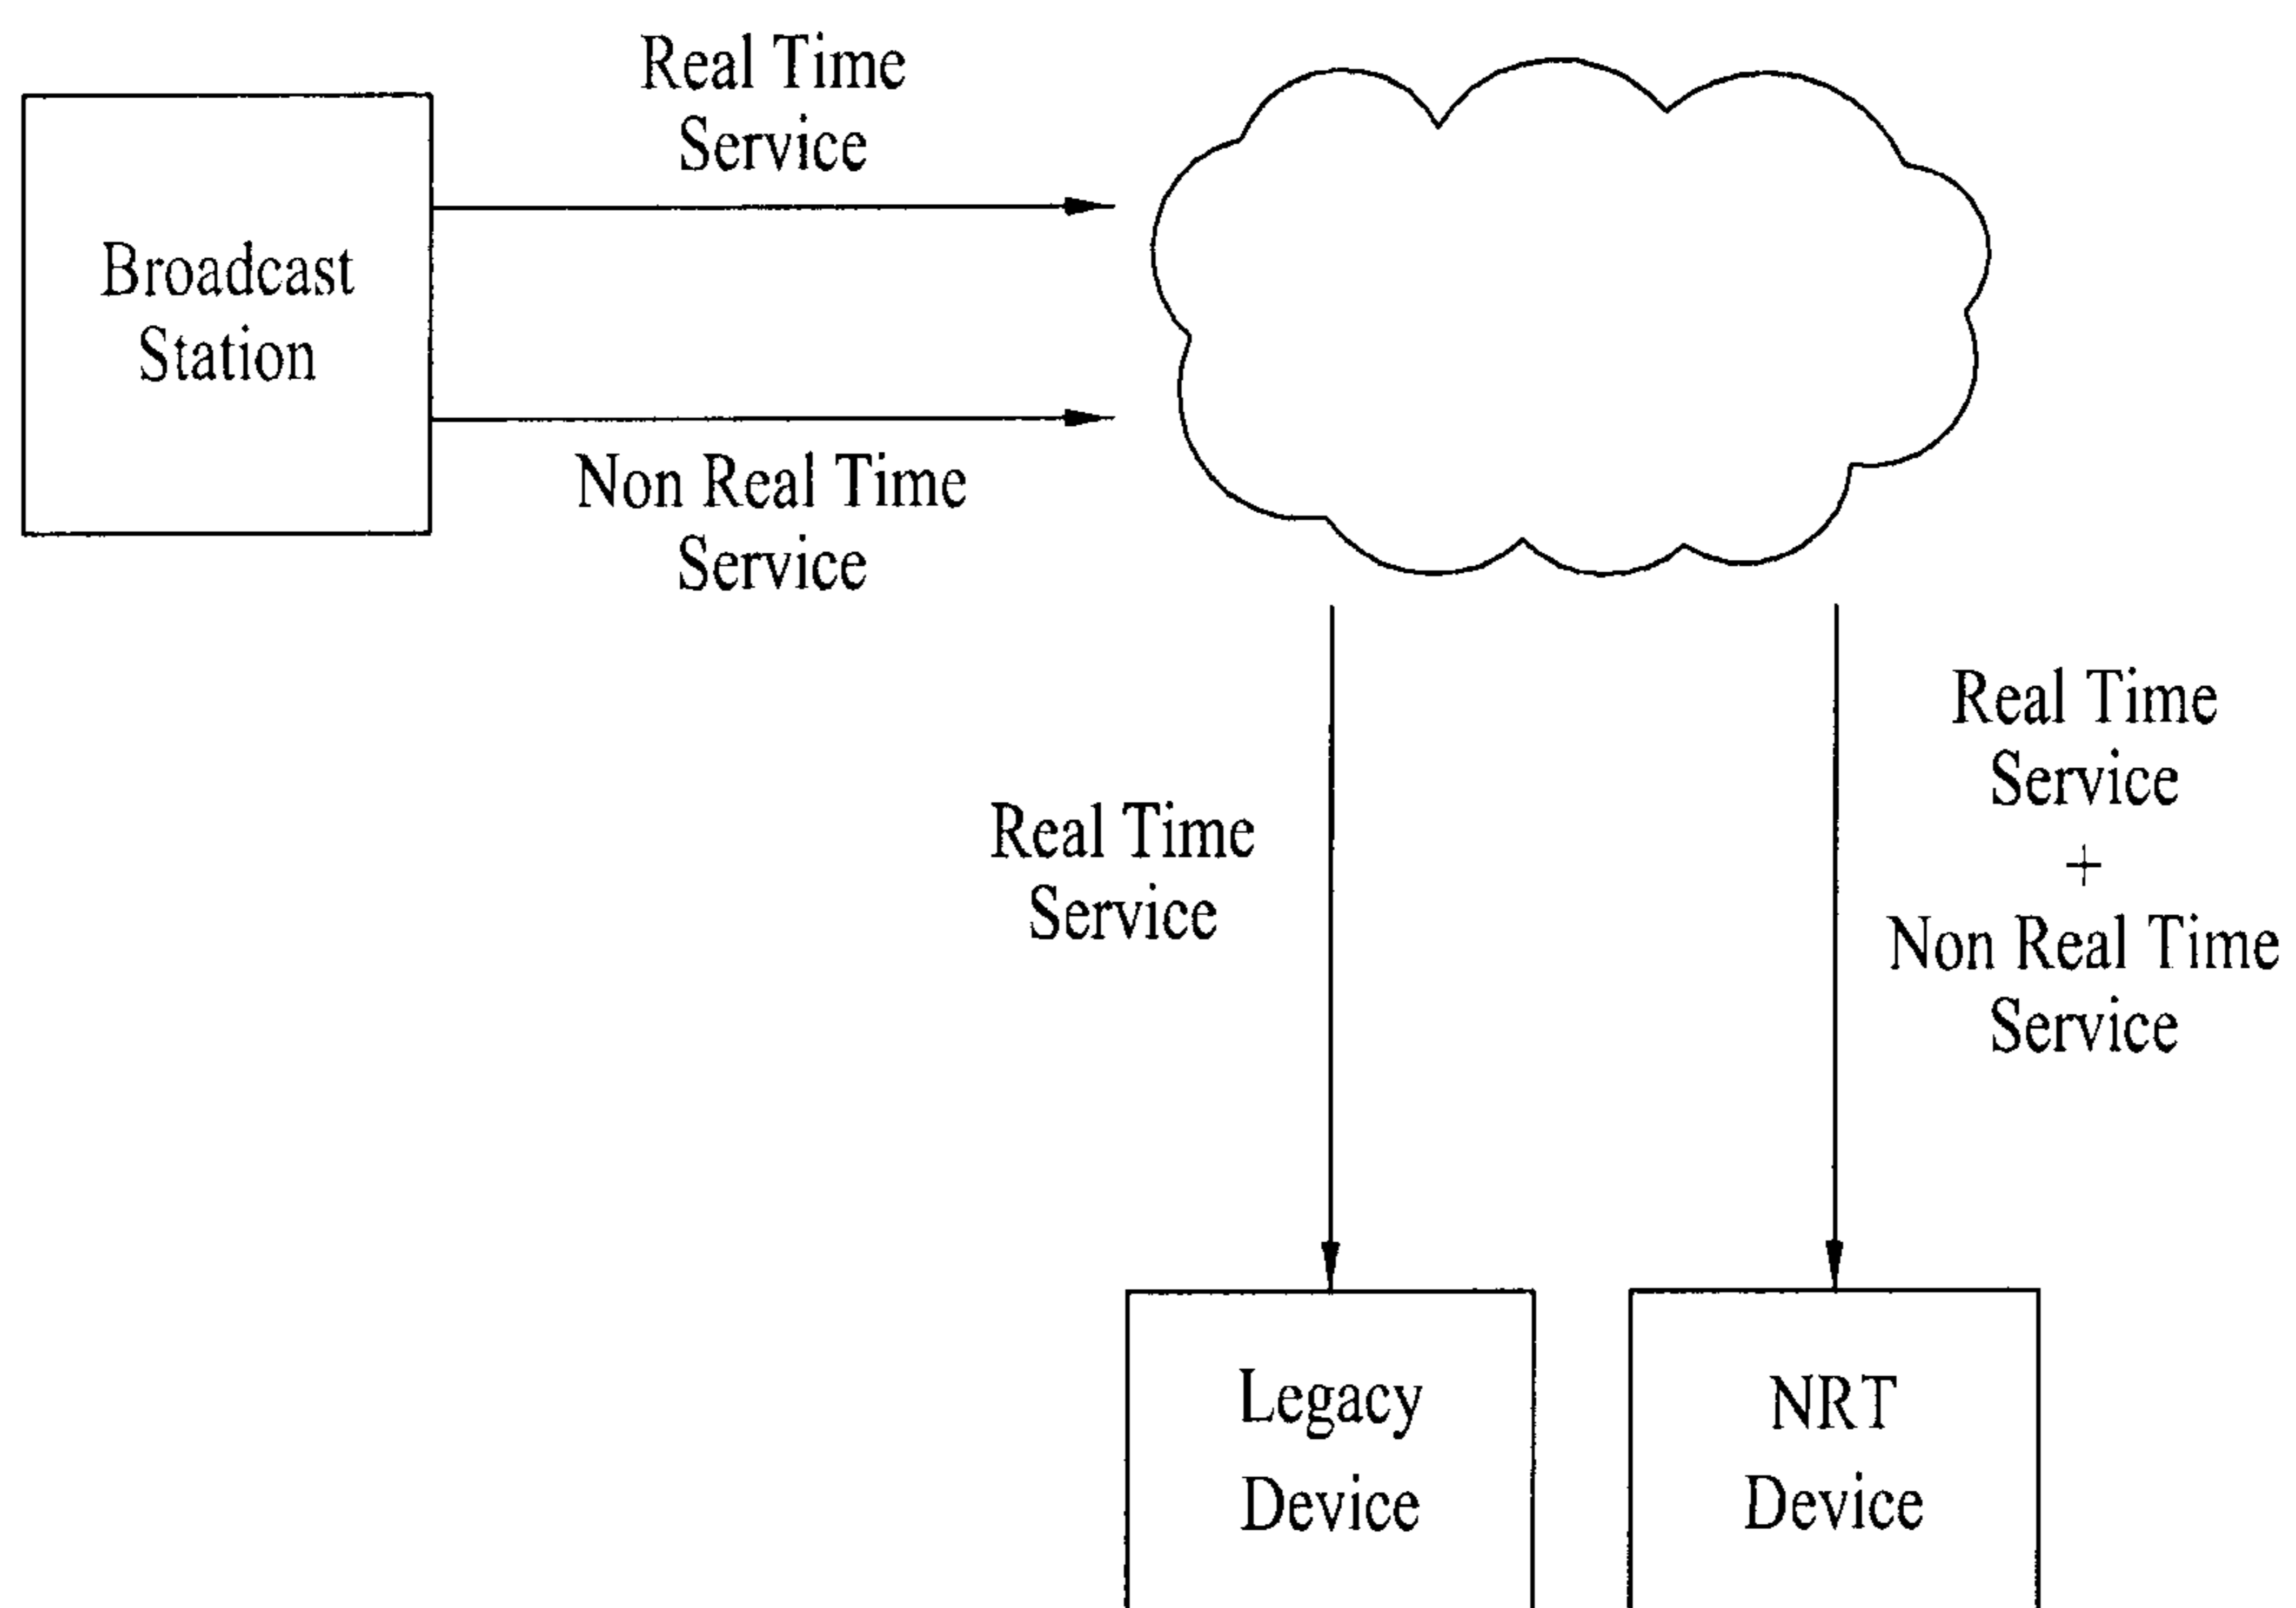 Real Time
Service
Broadcast
Station
Non Real Time
Service
Real Time
Service
Real Time
Service
+
Non Real Time
Service
Legacy
Device
NRT
Device